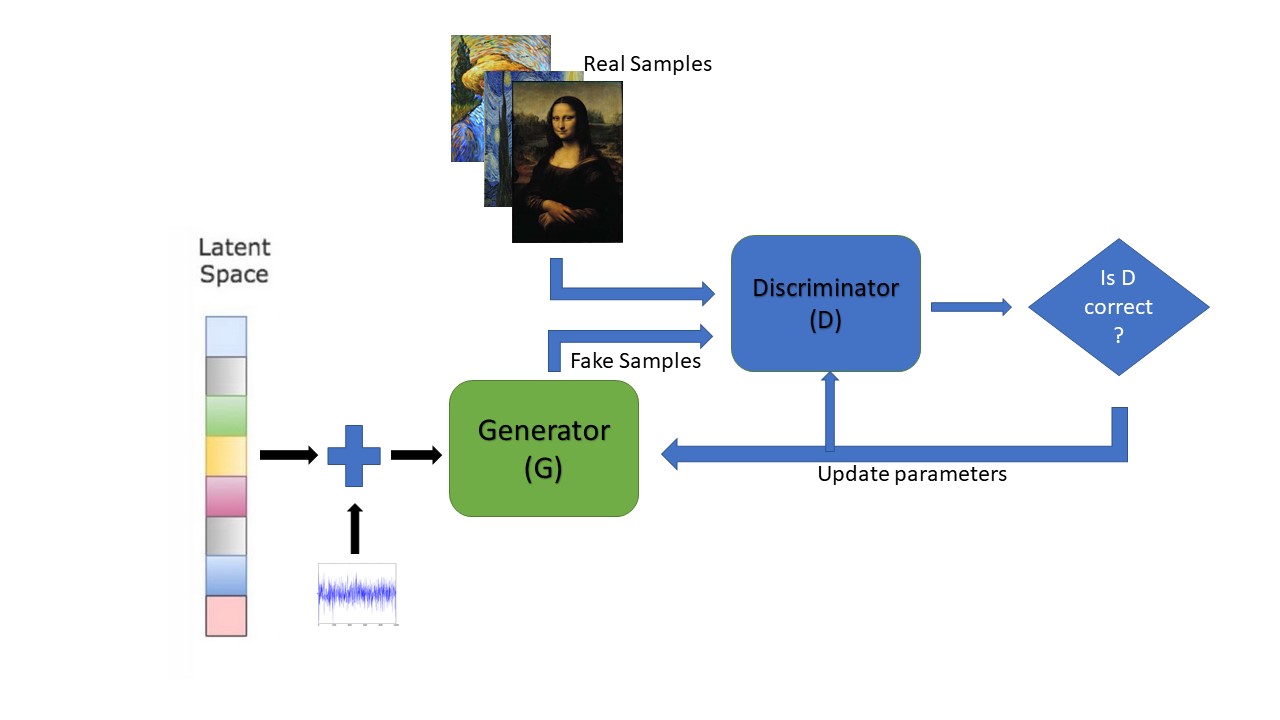 Real Samples
Latent
Space
Discriminator
(D)
Is D
correct
?
Fake Samples
Generator
(G)
Update parameters